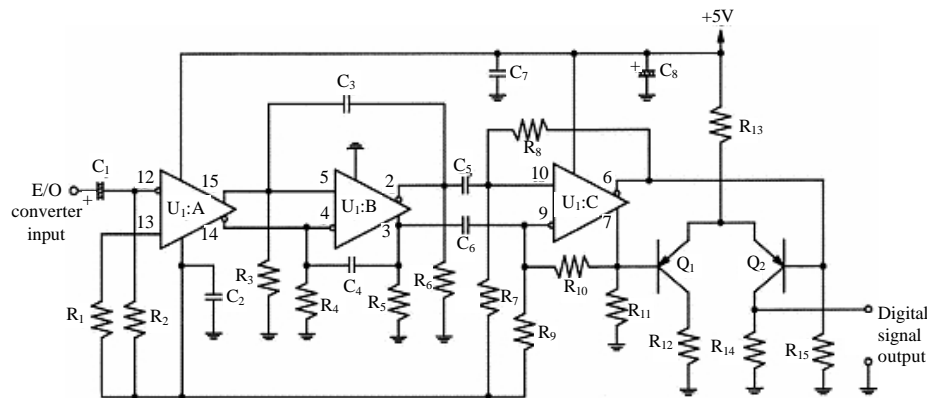 +5V
C7
+
C8
C3
R13
R8
C1
E/O
converter
input
+
12
15
5
2
C5
10
6
U1:A
U1:B
U1:C
13
14
4
3
9
7
C6
Q1
Q2
C4
R10
C2
R3
R4
R5
R6
R7
R9
R11
R1
R2
R12
R14
R15
Digital
signal
output